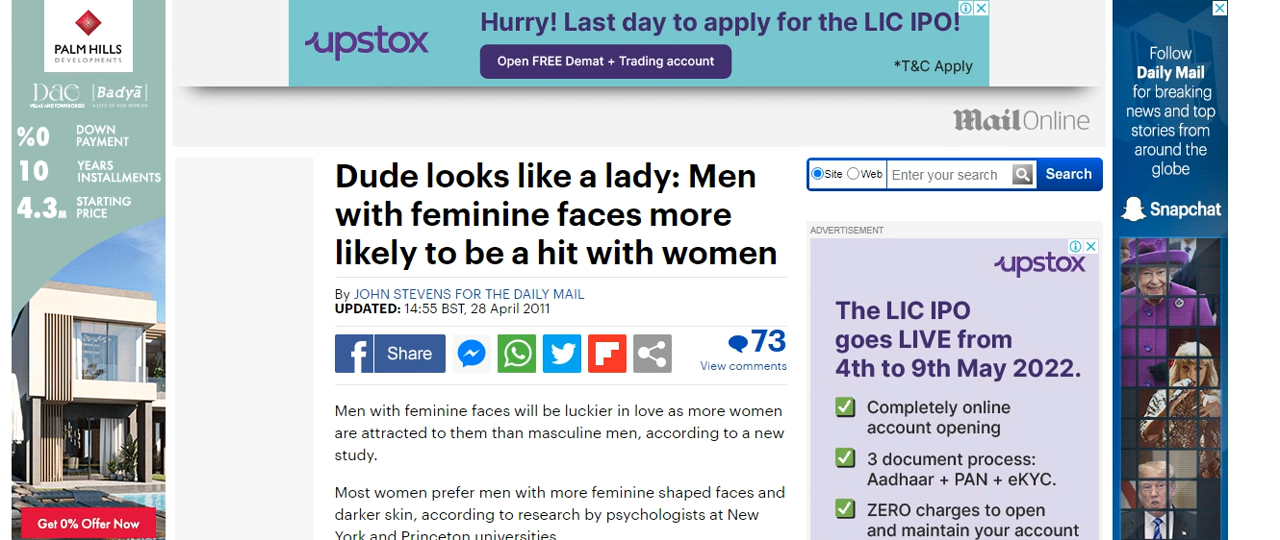 PALM HILLS
DEVELOPMENTS
Badya
%0 DOWN
PAYMENT
10 YEARS
INSTALLMENTS
4.3M STARTING
PRICE
Get 0% Offer Now
upstox
Hurry! Last day to apply for the LIC IPO!
Open FREE Demat + Trading account
*T&C Apply
Mail Online
Dude looks like a lady: Men
with feminine faces more
likely to be a hit with women
By JOHN STEVENS FOR THE DAILY MAIL
UPDATED: 14:55 BST, 28 April 2011
Share
73
View comments
Men with feminine faces will be luckier in love as more women
are attracted to them than masculine men, according to a new
study.
Most women prefer men with more feminine shaped faces and
darker skin, according to research by psychologists at New
York and Princeton universities.
Site Web Enter your search Search
ADVERTISEMENT
upstox
The LIC IPO
goes LIVE from
4th to 9th May 2022.
Completely online
account opening
3 document process:
Aadhaar + PAN + eKYC.
ZERO charges to open
and maintain your account
Follow
Daily Mail
for breaking
news and top
stories from
around the
globe
Snapchat